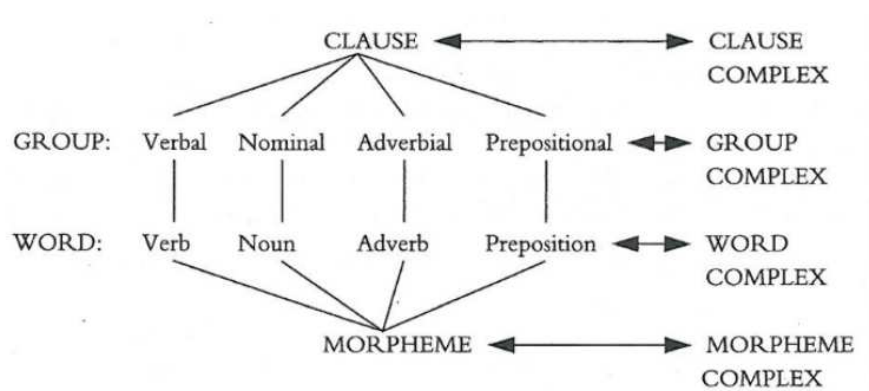 CLAUSE CLAUSE
COMPLEX
GROUP: Verbal Nominal Adverbial Prepositional GROUP
COMPLEX
WORD: Verb Noun Adverb Preposition WORD
COMPLEX
MORPHEME MORPHEME
COMPLEX